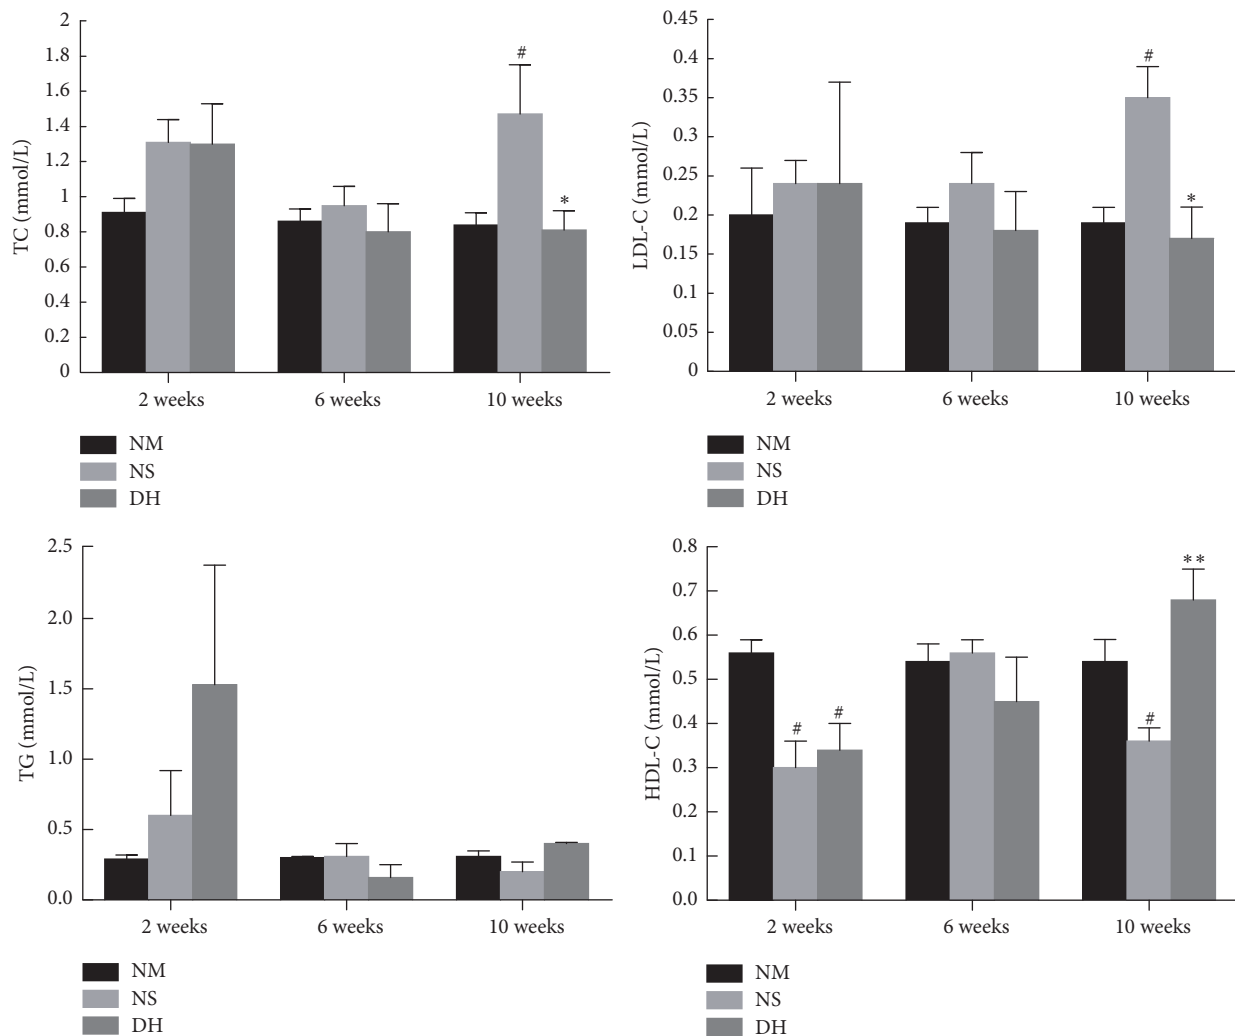 TC (mmol/L)
2
1.8
1.6
1.4
1.2
1
0.8
0.6
0.4
0.2
0
#
*
2 weeks 6 weeks 10 weeks
NM
NS
DH
LDL-C (mmol/L)
0.45
0.4
0.35
0.3
0.25
0.2
0.15
0.1
0.05
0
#
*
2 weeks 6 weeks 10 weeks
NM
NS
DH
TG (mmol/L)
2.5
2.0
1.5
1.0
0.5
0.0
2 weeks 6 weeks 10 weeks
NM
NS
DH
HDL-C (mmol/L)
0.8
0.7
0.6
0.5
0.4
0.3
0.2
0.1
0.0
# # # **
2 weeks 6 weeks 10 weeks
NM
NS
DH